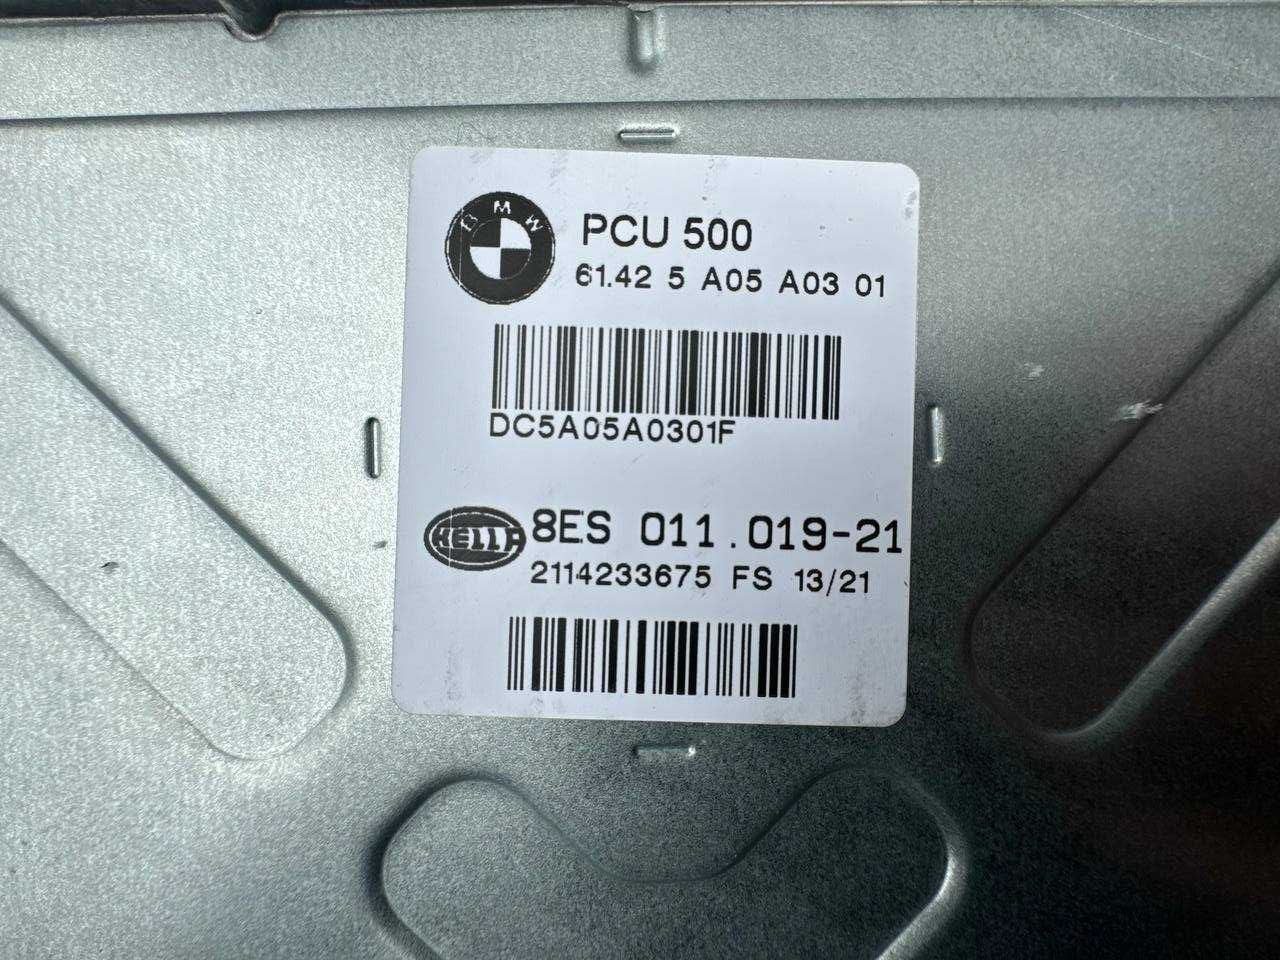 BMW
PCU 500
61.42 5 A05 A03 01
DC5A05A0301F
HELLA 8ES 011.019-21
2114233675 FS 13/21